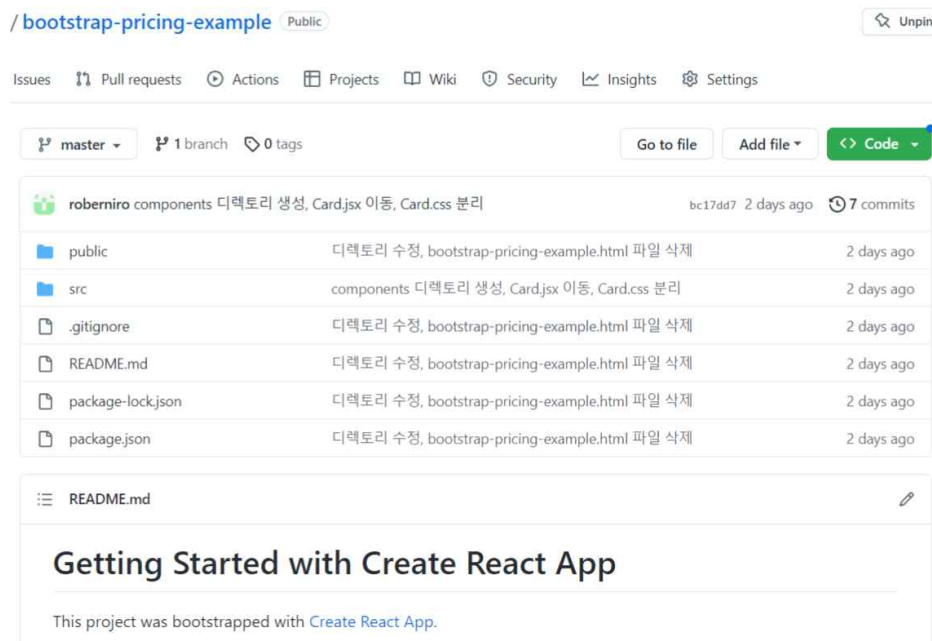 / bootstrap-pricing-example Public Unpin
Issues Pull requests Actions Projects Wiki Security Insights Settings
master 1 branch 0 tags Go to file Add file Code
roberniro components 디렉토리 생성, Card.jsx 이동, Card.css 분리 bc17dd7 2 days ago 7 commits
public 디렉토리 수정, bootstrap-pricing-example.html 파일 삭제 2 days ago
src components 디렉토리 생성, Card.jsx 이동, Card.css 분리 2 days ago
.gitignore 디렉토리 수정, bootstrap-pricing-example.html 파일 삭제 2 days ago
README.md 디렉토리 수정, bootstrap-pricing-example.html 파일 삭제 2 days ago
package-lock.json 디렉토리 수정, bootstrap-pricing-example.html 파일 삭제 2 days ago
package.json 디렉토리 수정, bootstrap-pricing-example.html 파일 삭제 2 days ago
README.md
Getting Started with Create React App
This project was bootstrapped with Create React App.